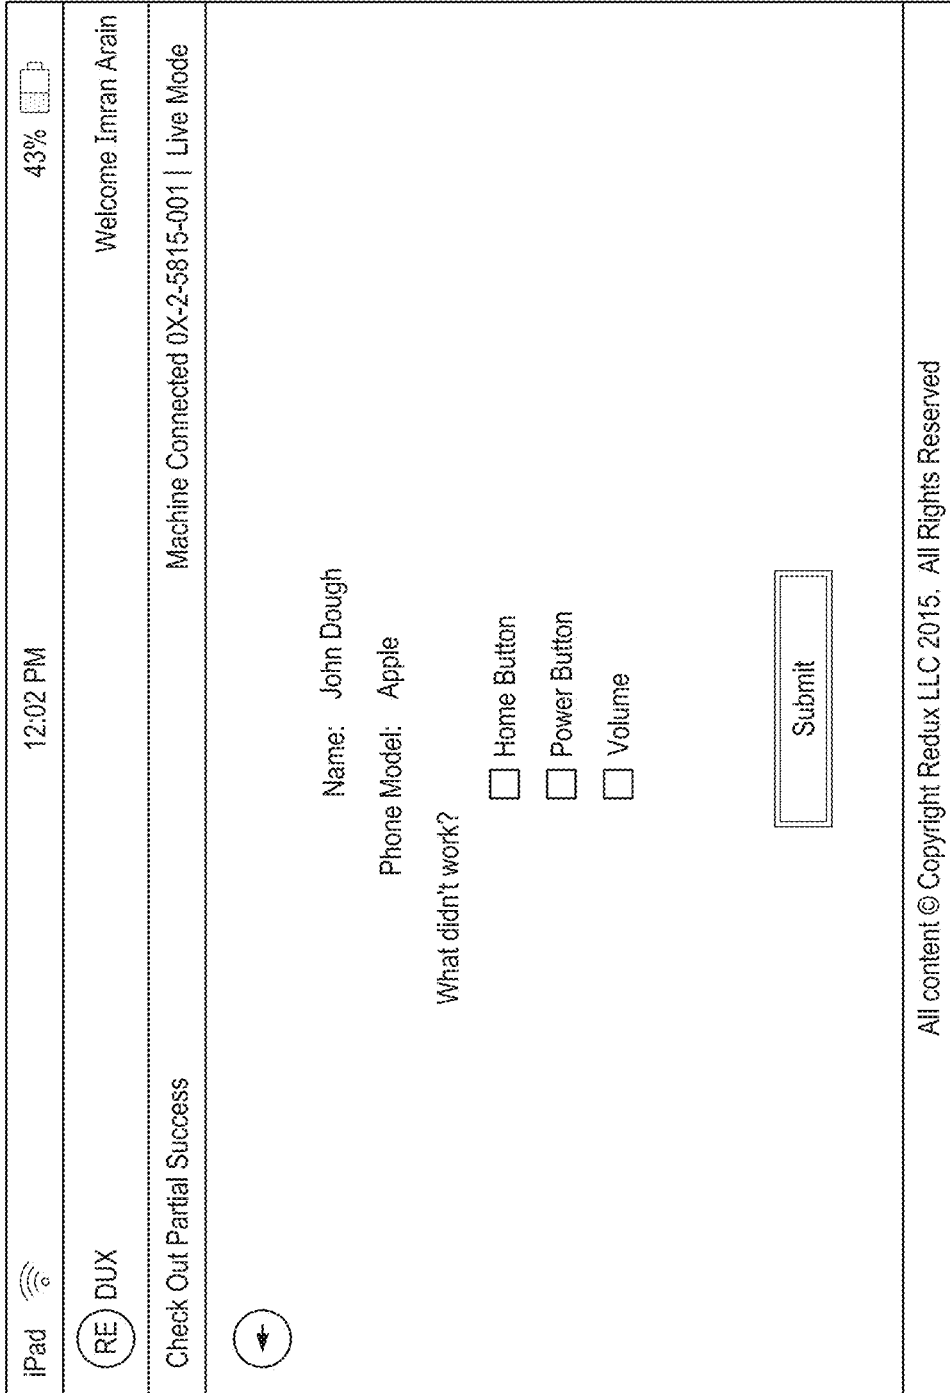 iPad 12:02 PM 43%
REDUX Welcome Imran Arain
Check Out Partial Success Machine Connected 0X-2-5815-001 | Live Mode
Name: John Dough
Phone Model: Apple
What didn't work?
Home Button
Power Button
Volume
Submit
All content © Copyright Redux LLC 2015. All Rights Reserved